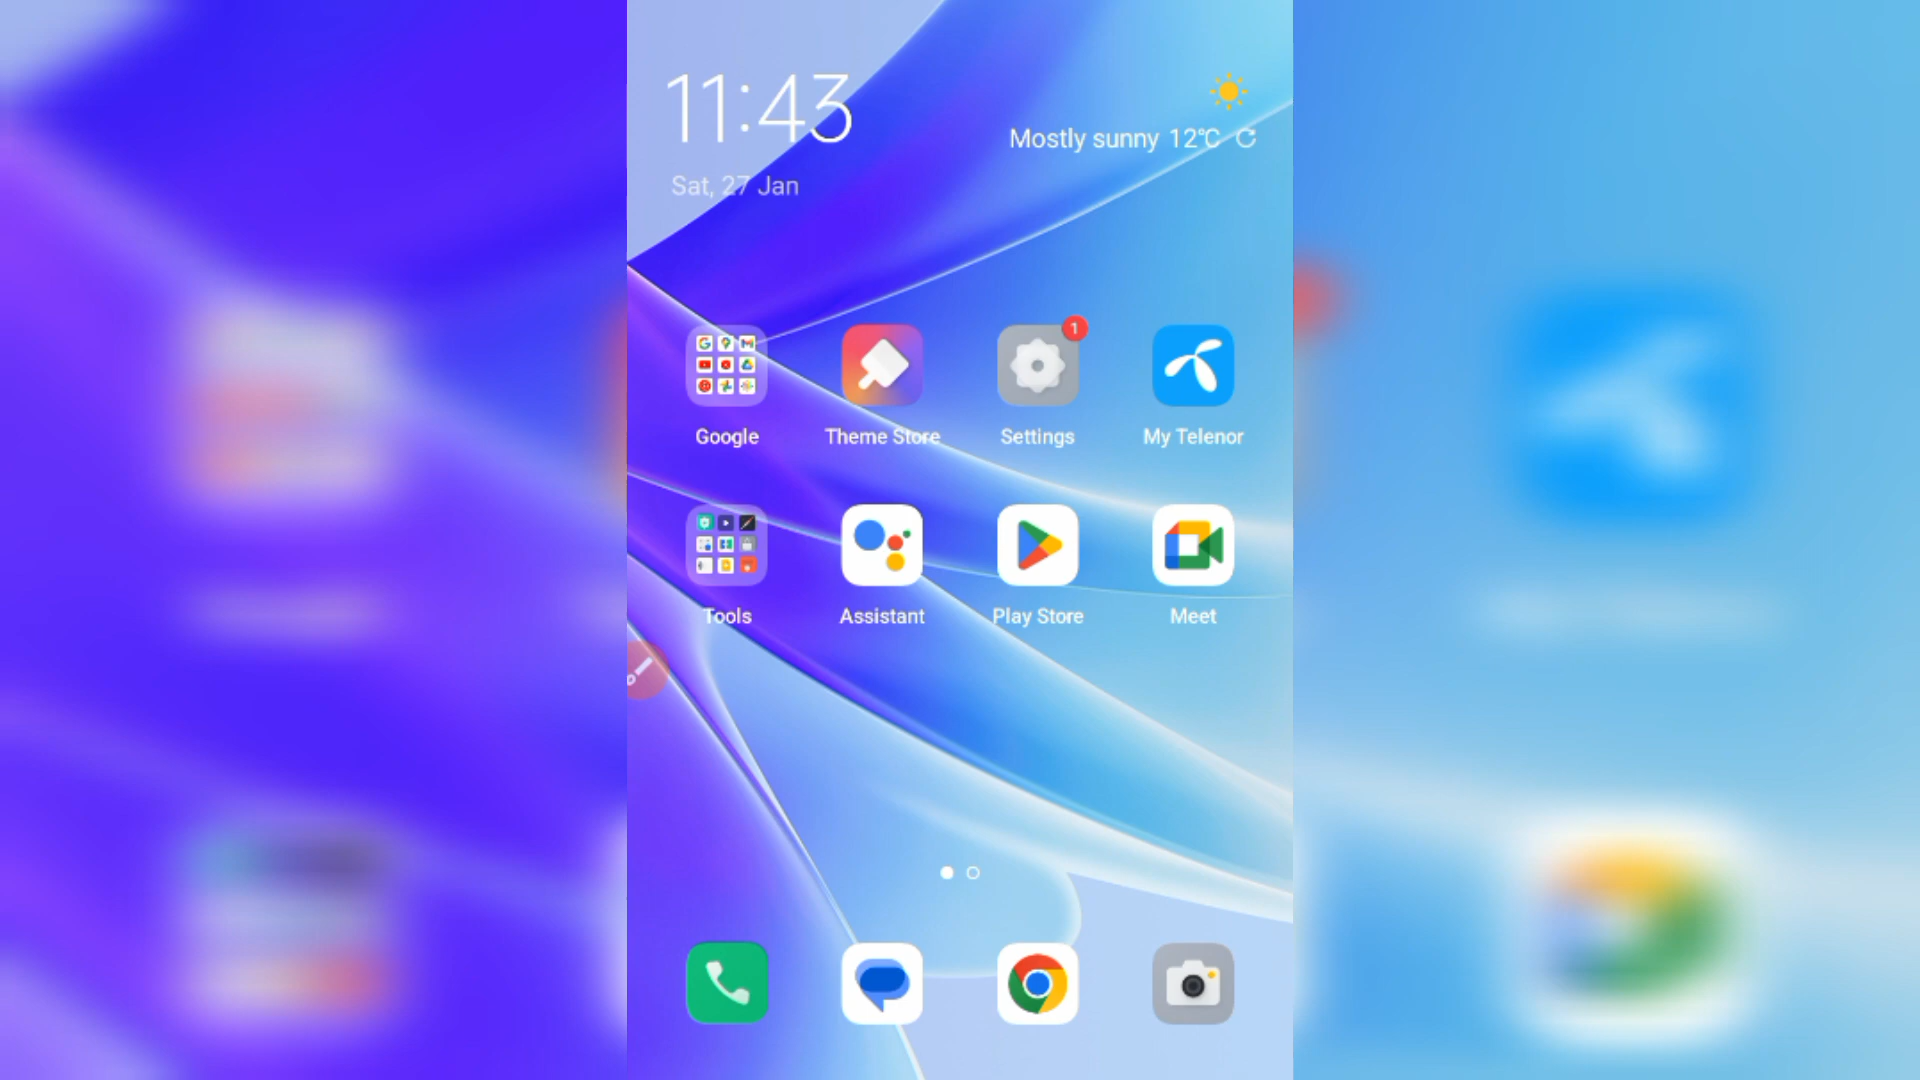 11:43
Mostly sunny 12°C
Sat, 27 Jan
1
Google
Theme Store
Settings
My Telenor
Tools
Assistant
Play Store
Meet